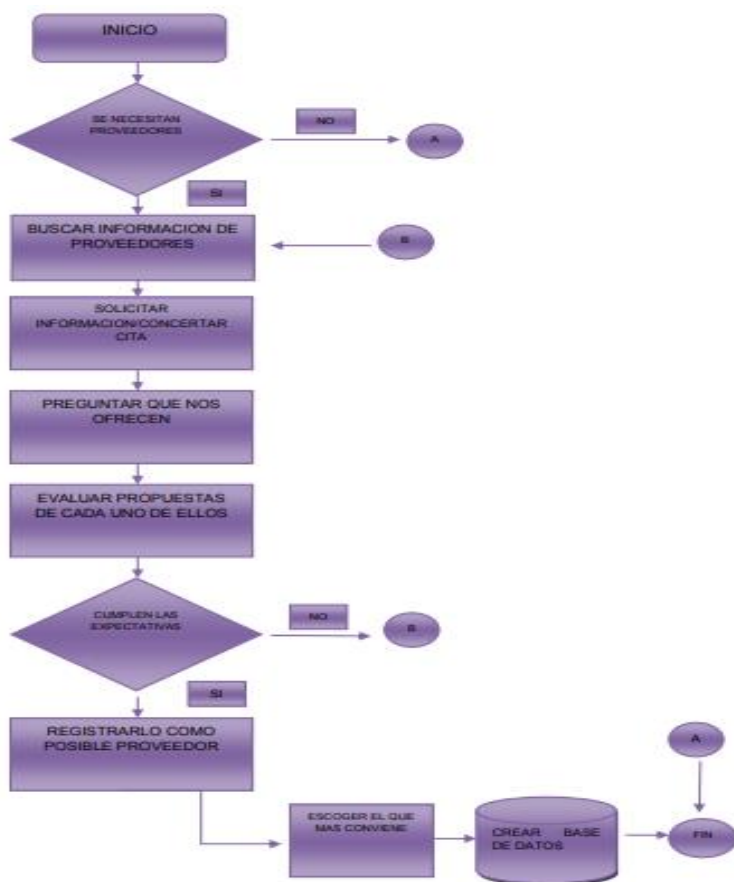 INICIO
SE NECESITAN
PROVEEDORES
NO
A
SI
BUSCAR INFORMACION DE
PROVEEDORES
B
SOLICITAR
INFORMACION/CONCERTAR
CITA
PREGUNTAR QUE NOS
OFRECEN
EVALUAR PROPUESTAS
DE CADA UNO DE ELLOS
CUMPLEN LAS
EXPECTATIVAS
NO
B
SI
REGISTRARLO COMO
POSIBLE PROVEEDOR
A
ESCOGER EL QUE
MAS CONVIENE
CREAR BASE
DE DATOS
FIN